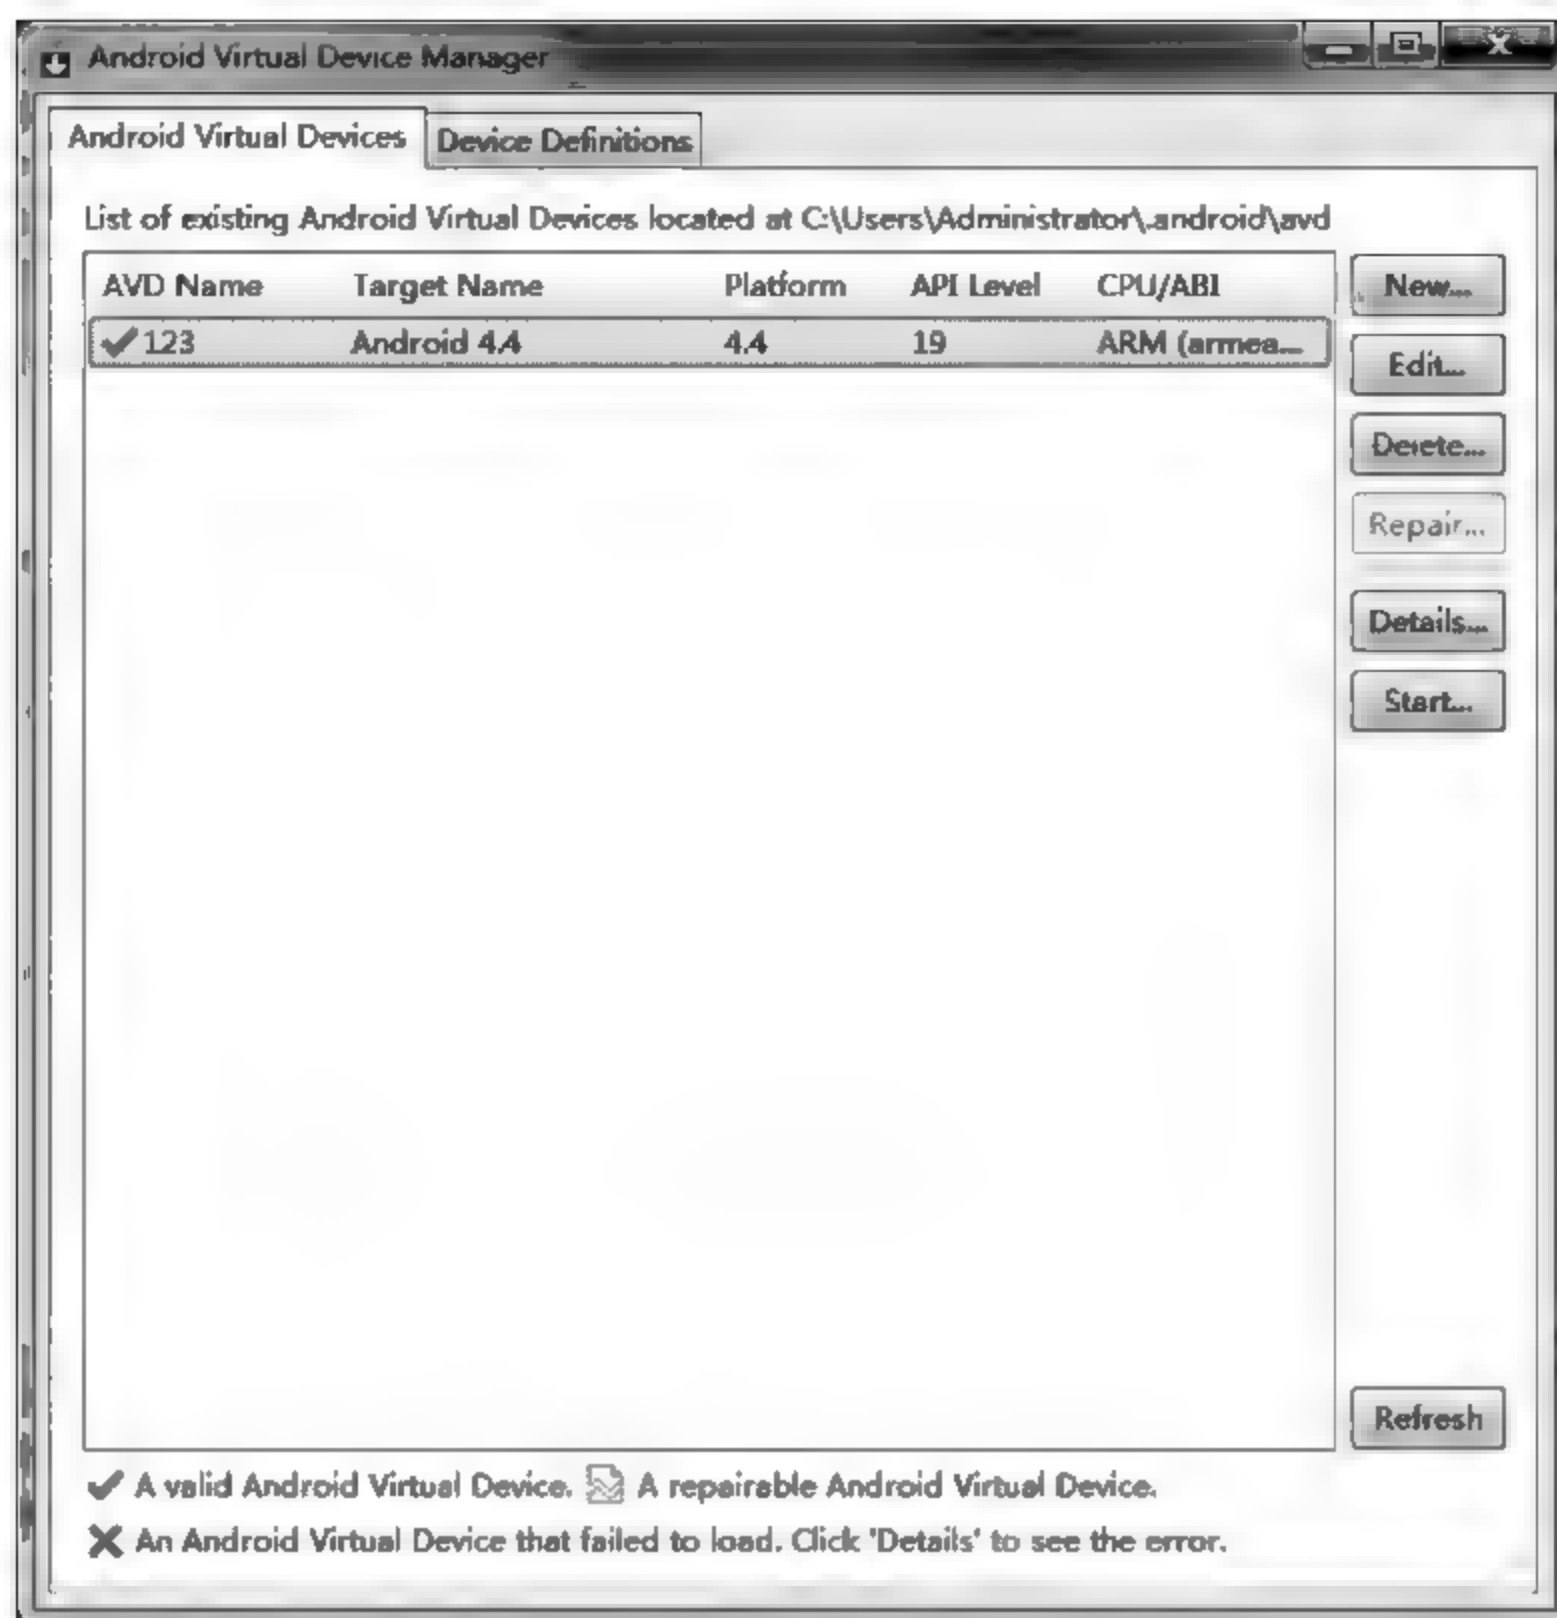 Android Virtual Device Manager
Android Virtual Devices Device Definitions
List of existing Android Virtual Devices located at C:\Users\Administrator\.android\avd
AVD Name Target Name Platform API Level CPU/ABI New...
123 Android 4.4 4.4 19 ARM (armea...
Edit...
Delete...
Repair...
Details...
Start...
Refresh
A valid Android Virtual Device. A repairable Android Virtual Device.
An Android Virtual Device that failed to load. Click 'Details' to see the error.